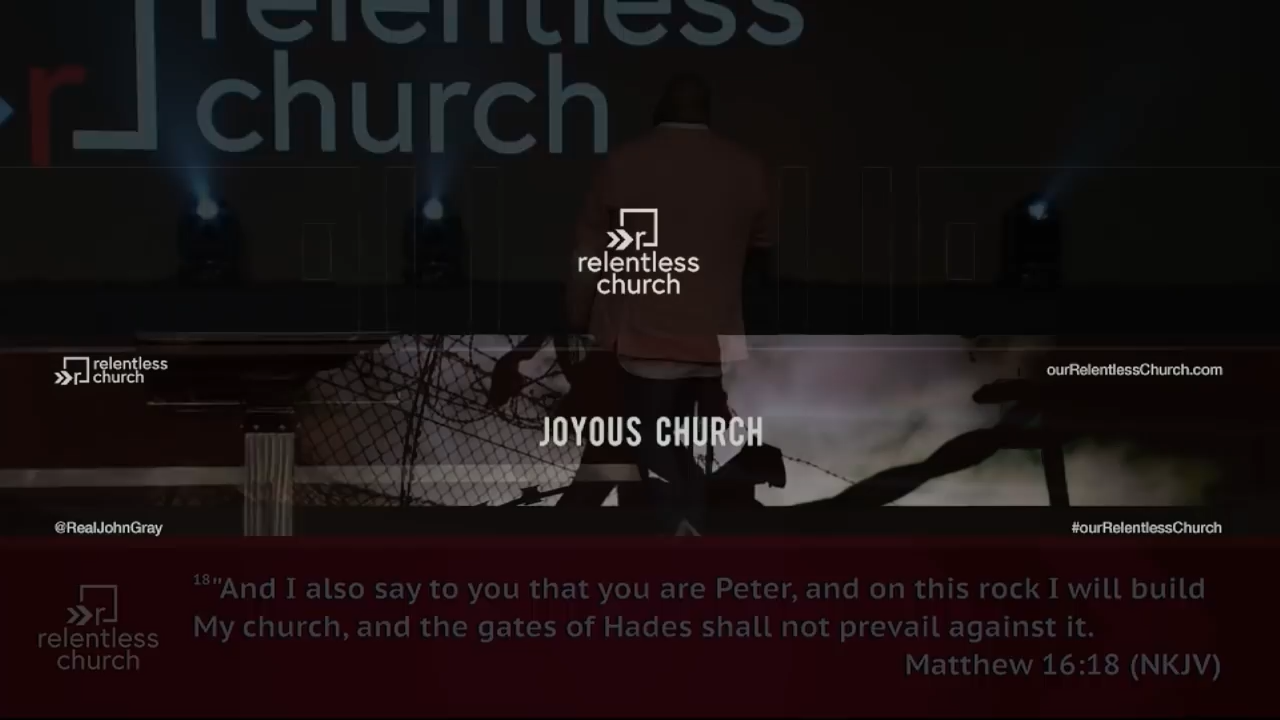 relentless
church
r
relentless
church
relentless
church
ourRelentlessChurch.com
JOYOUS CHURCH
@RealJohnGray
#ourRelentlessChurch
18"And I also say to you that you are Peter, and on this rock I will build
My church, and the gates of Hades shall not prevail against it.
Matthew 16:18 (NKJV)
relentless
church